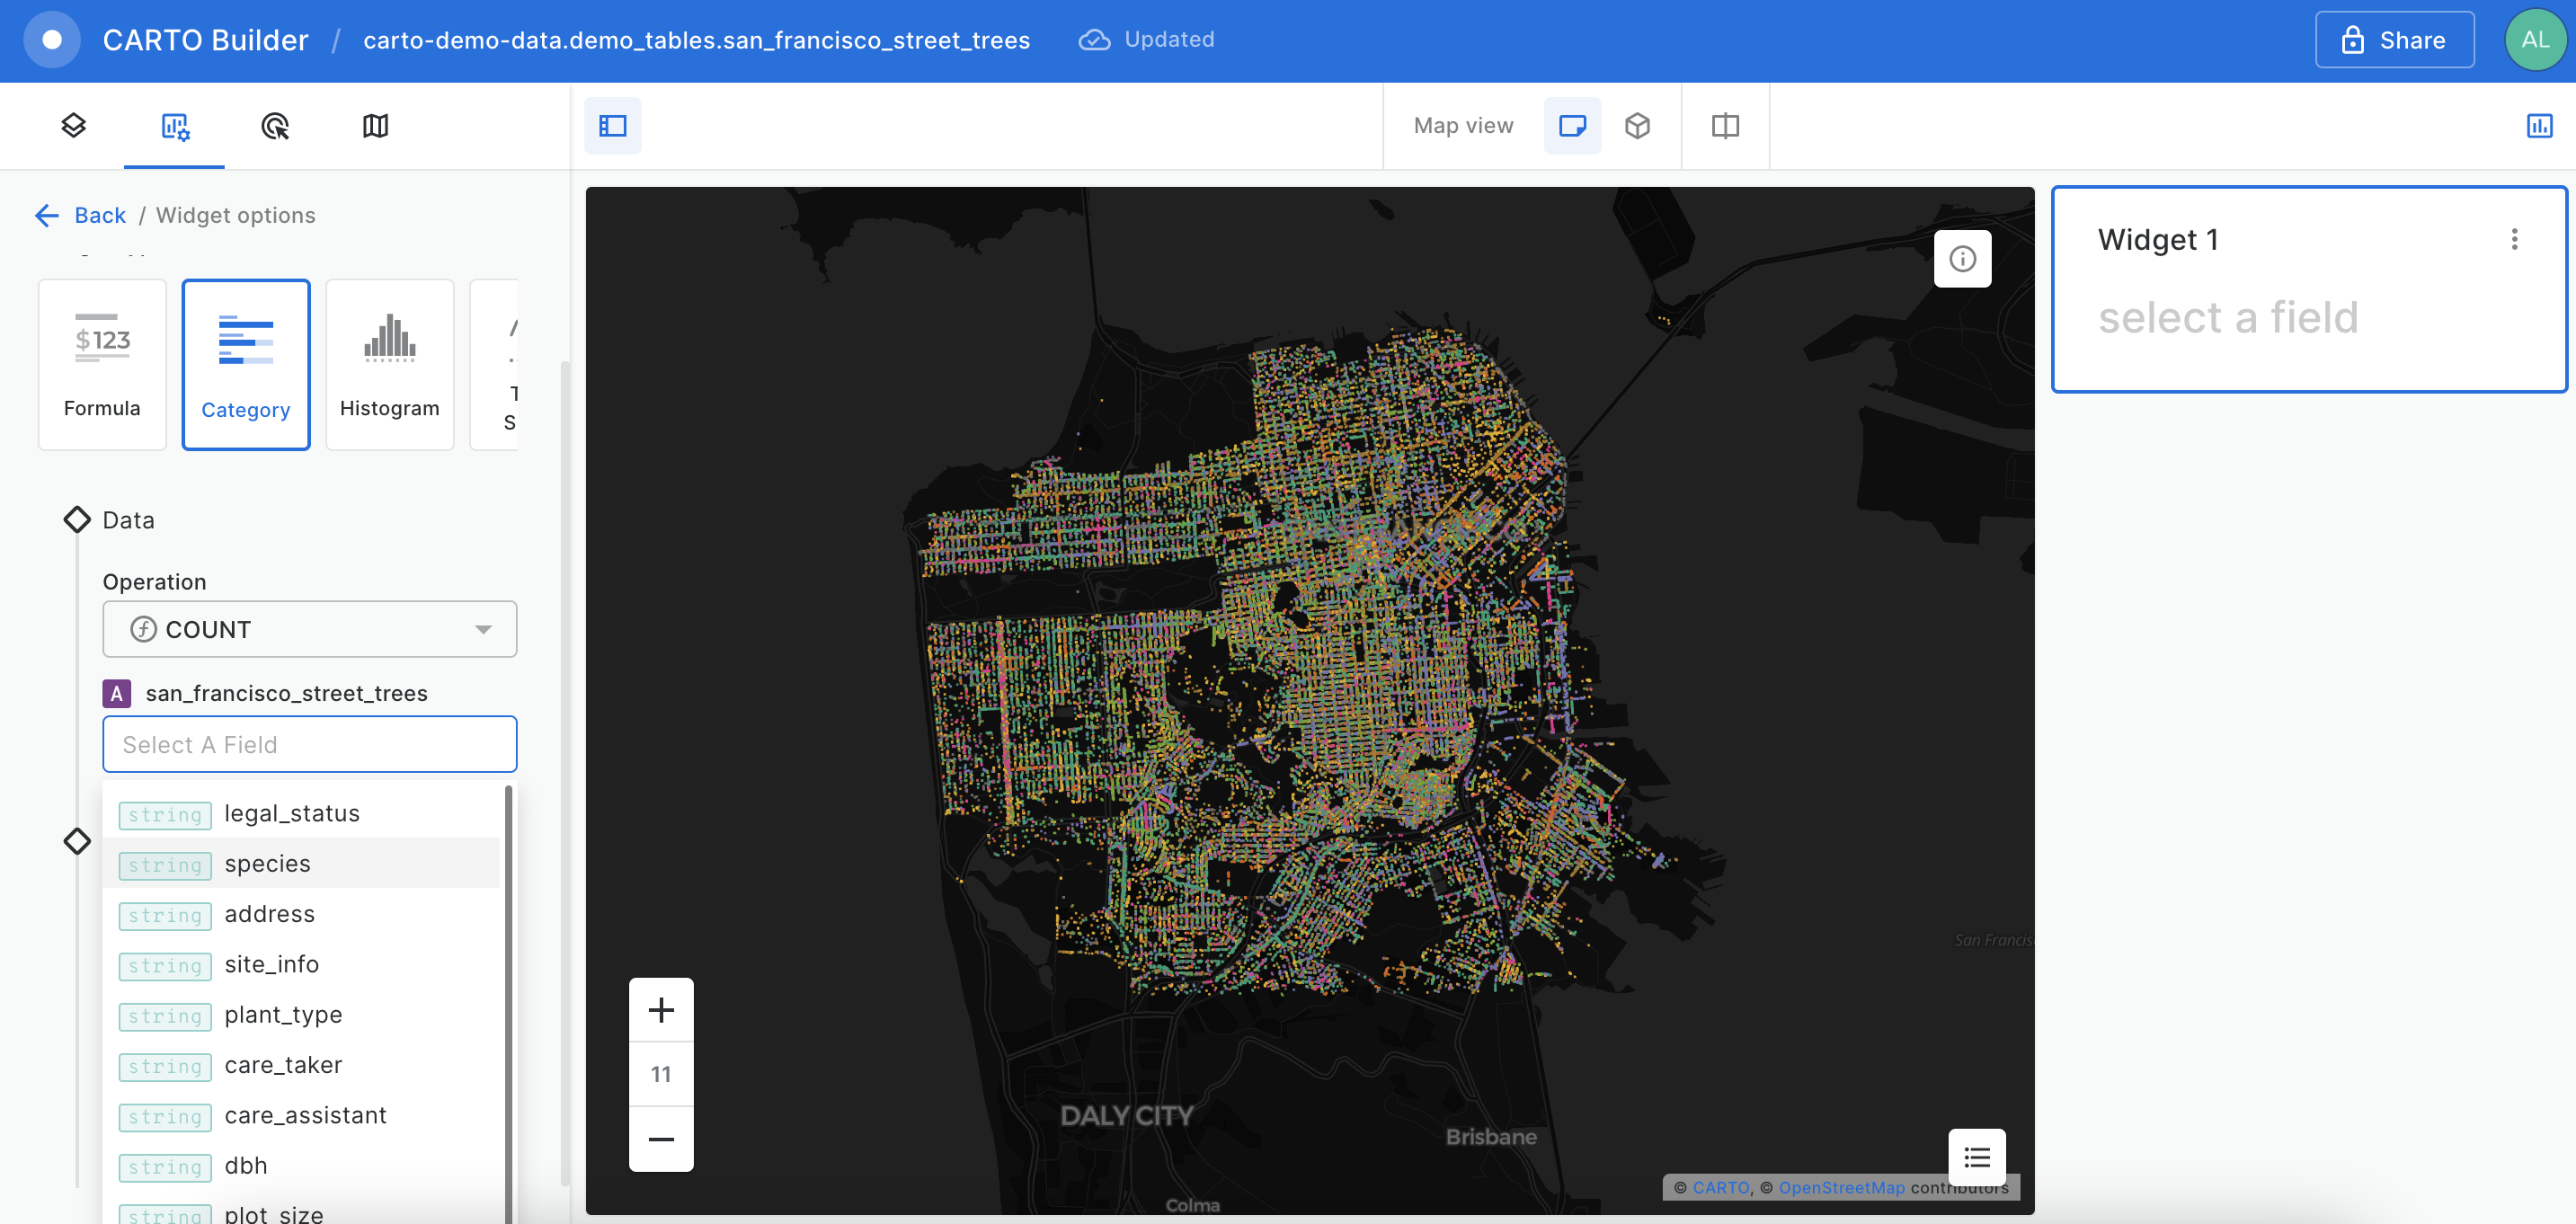 CARTO Builder / carto-demo-data.demo_tables.san_francisco_street_trees Updated Share AL
Map view
Back / Widget options
$123
Formula
Category
Histogram
T
S
Data
Operation
COUNT
A san_francisco_street_trees
Select A Field
string legal_status
string species
string address
string site_info
string plant_type
string care_taker
string care_assistant
string dbh
string plot_size
11
DALY CITY
Brisbane
Colma
San Francis
© CARTO, © OpenStreetMap contributors
Widget 1
select a field